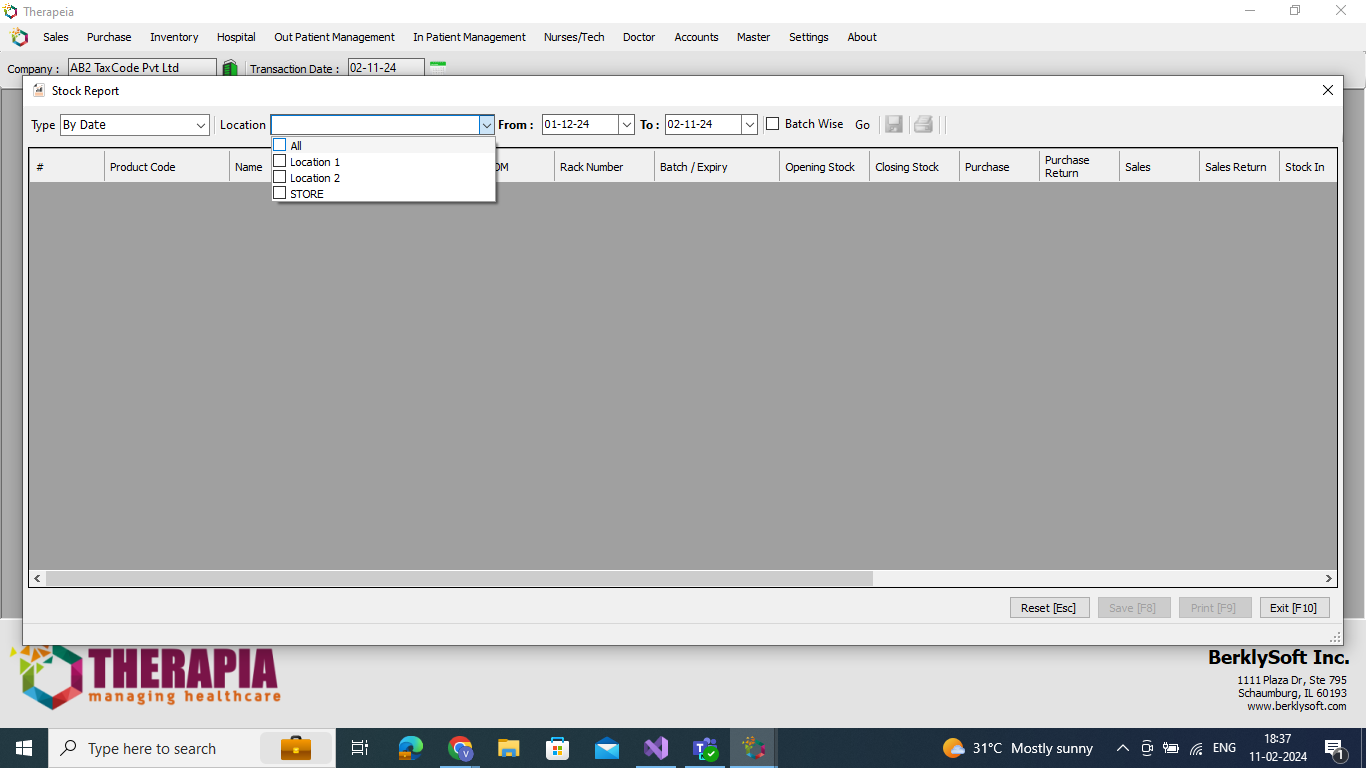 Therapeia
Sales Purchase Inventory Hospital Out Patient Management In Patient Management Nurses/Tech Doctor Accounts Master Settings About
Company : AB2 TaxCode Pvt Ltd Transaction Date : 02-11-24
Stock Report
Type By Date Location From : 01-12-24 To : 02-11-24 Batch Wise Go
All
Location 1
Location 2
STORE
# Product Code Name OM Rack Number Batch / Expiry Opening Stock Closing Stock Purchase Purchase Return Sales Sales Return Stock In
Reset [Esc] Save [F8] Print [F9] Exit [F10]
THERAPIA
managing healthcare
BerklySoft Inc.
1111 Plaza Dr, Ste 795
Schaumburg, IL 60193
www.berklysoft.com
Type here to search
31°C Mostly sunny
ENG
18:37
11-02-2024
1